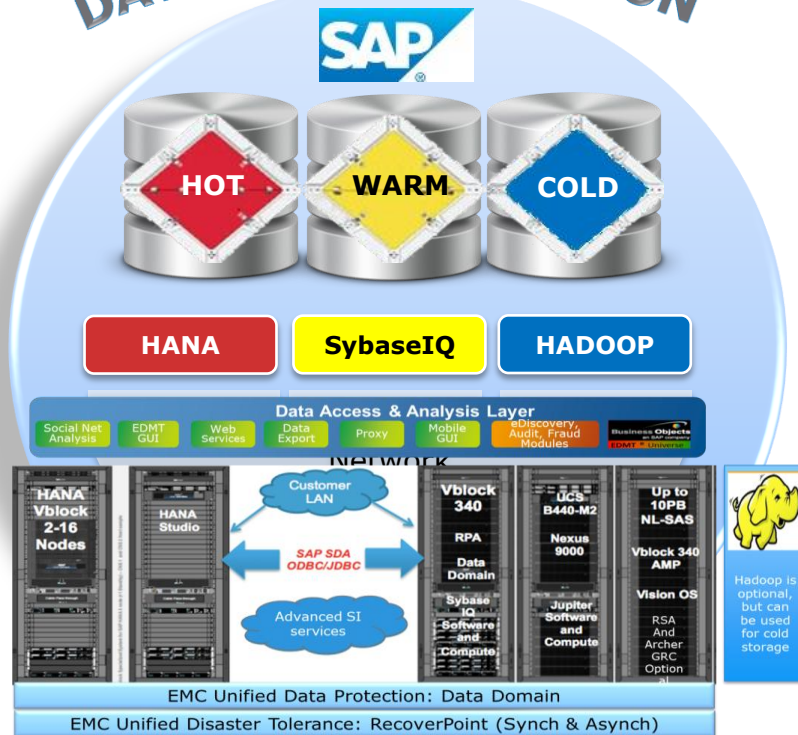 SAP
®
HOT
WARM
COLD
HANA
SybaseIQ
HADOOP
Data Access & Analysis Layer
Social Net
Analysis
EDMT
GUI
Web
Services
Data
Export
Proxy
Mobile
GUI
eDiscovery,
Audit, Fraud
Modules
Business Objects
an SAP company
EDMT * Universe
Network
HANA
Vblock
2-16
Nodes
HANA
Studio
Customer
LAN
SAP SDA
ODBC/JDBC
Advanced SI
services
Vblock
340
RPA
Data
Domain
Sybase
IQ
Software
and
Compute
UCS
B440-M2
Nexus
9000
Jupiter
Software
and
Compute
Up to
10PB
NL-SAS
Vblock 340
AMP
Vision OS
RSA
And
Archer
GRC
Option
al
Hadoop is
optional,
but can
be used
for cold
storage
EMC Unified Data Protection: Data Domain
EMC Unified Disaster Tolerance: RecoverPoint (Synch & Asynch)